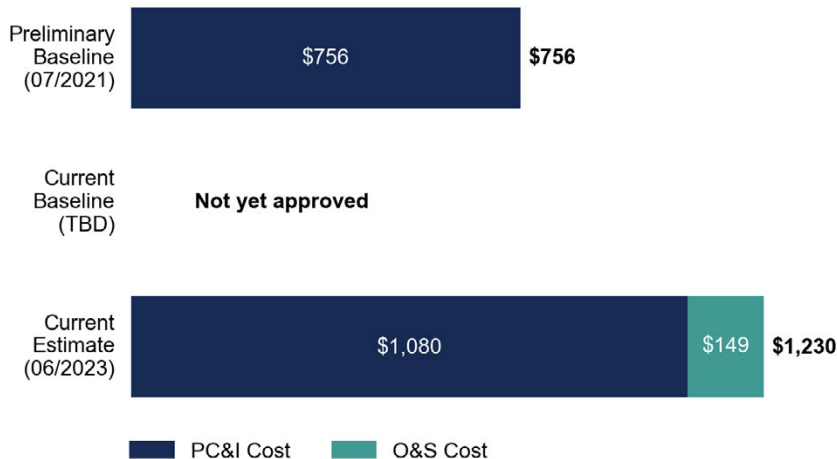 Preliminary
Baseline
(07/2021)
$756
$756
Current
Baseline
(TBD)
Not yet approved
Current
Estimate
(06/2023)
$1,080
$149
$1,230
PC&I Cost
O&S Cost